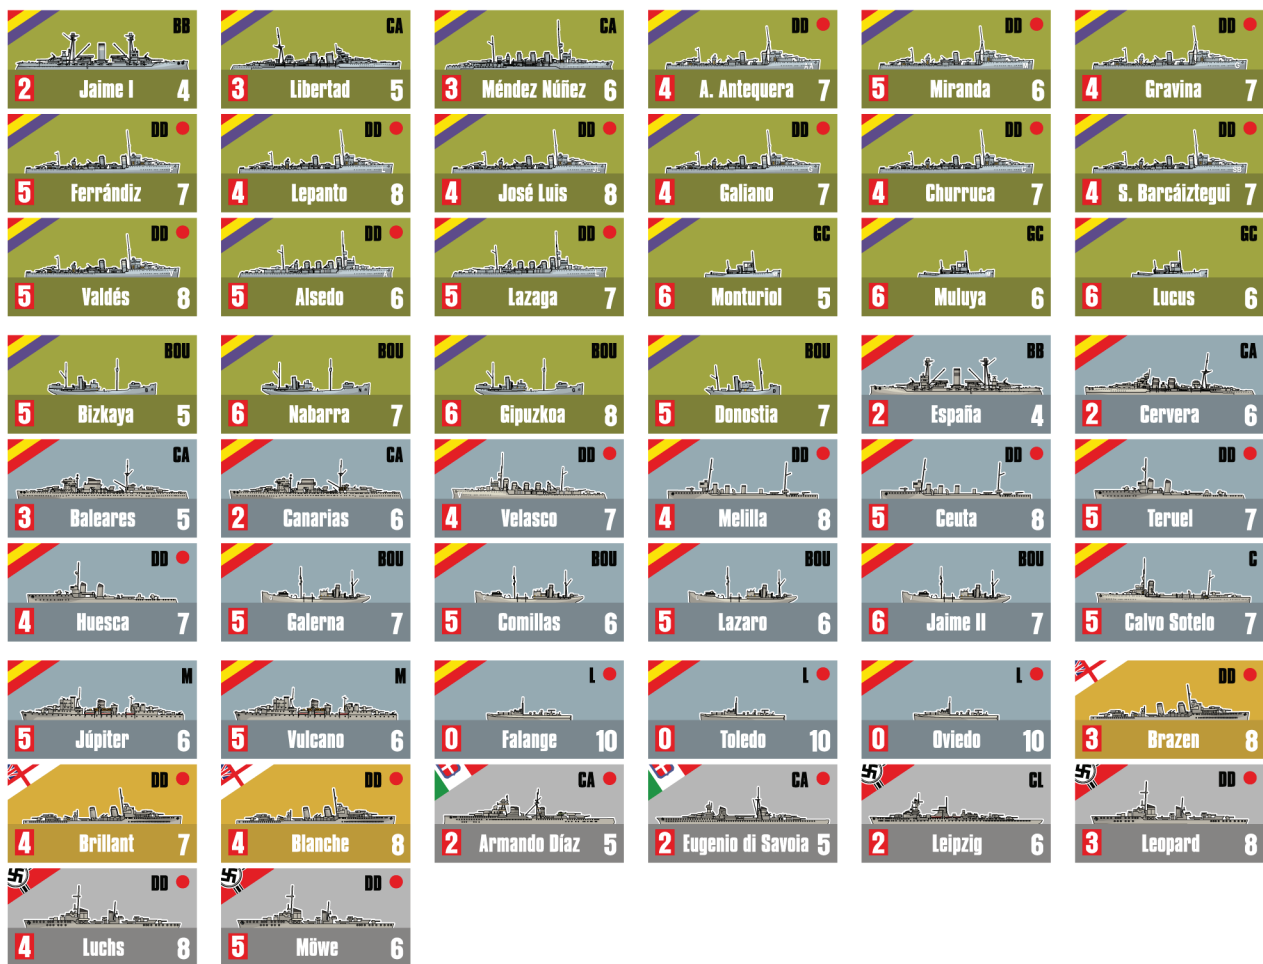 BB
2 Jaime I 4
CA
3 Libertad 5
CA
3 Méndez Núñez 6
DD
4 A. Antequera 7
DD
5 Miranda 6
DD
4 Gravina 7
DD
5 Ferrándiz 7
DD
4 Lepanto 8
DD
4 José Luis 8
DD
4 Galiano 7
DD
4 Churruca 7
DD
4 S. Barcáiztegui 7
DD
5 Valdés 8
DD
5 Alsedo 6
DD
5 Lazaga 7
GC
6 Monturiol 5
GC
6 Muluya 6
GC
6 Lucus 6
BOU
5 Bizkaya 5
BOU
6 Nabarra 7
BOU
6 Gipuzkoa 8
BOU
5 Donostia 7
BB
2 España 4
CA
2 Cervera 6
CA
3 Baleares 5
CA
2 Canarias 6
DD
4 Velasco 7
DD
4 Melilla 8
DD
5 Ceuta 8
DD
5 Teruel 7
DD
4 Huesca 7
BOU
5 Galerna 7
BOU
5 Comillas 6
BOU
5 Lazaro 6
BOU
6 Jaime II 7
C
5 Calvo Sotelo 7
M
5 Júpiter 6
M
5 Vulcano 6
L
0 Falange 10
L
0 Toledo 10
L
0 Oviedo 10
DD
3 Brazen 8
DD
4 Brillant 7
DD
4 Blanche 8
CA
2 Armando Díaz 5
CA
2 Eugenio di Savoia 5
CL
2 Leipzig 6
DD
3 Leopard 8
DD
4 Luchs 8
DD
5 Möwe 6